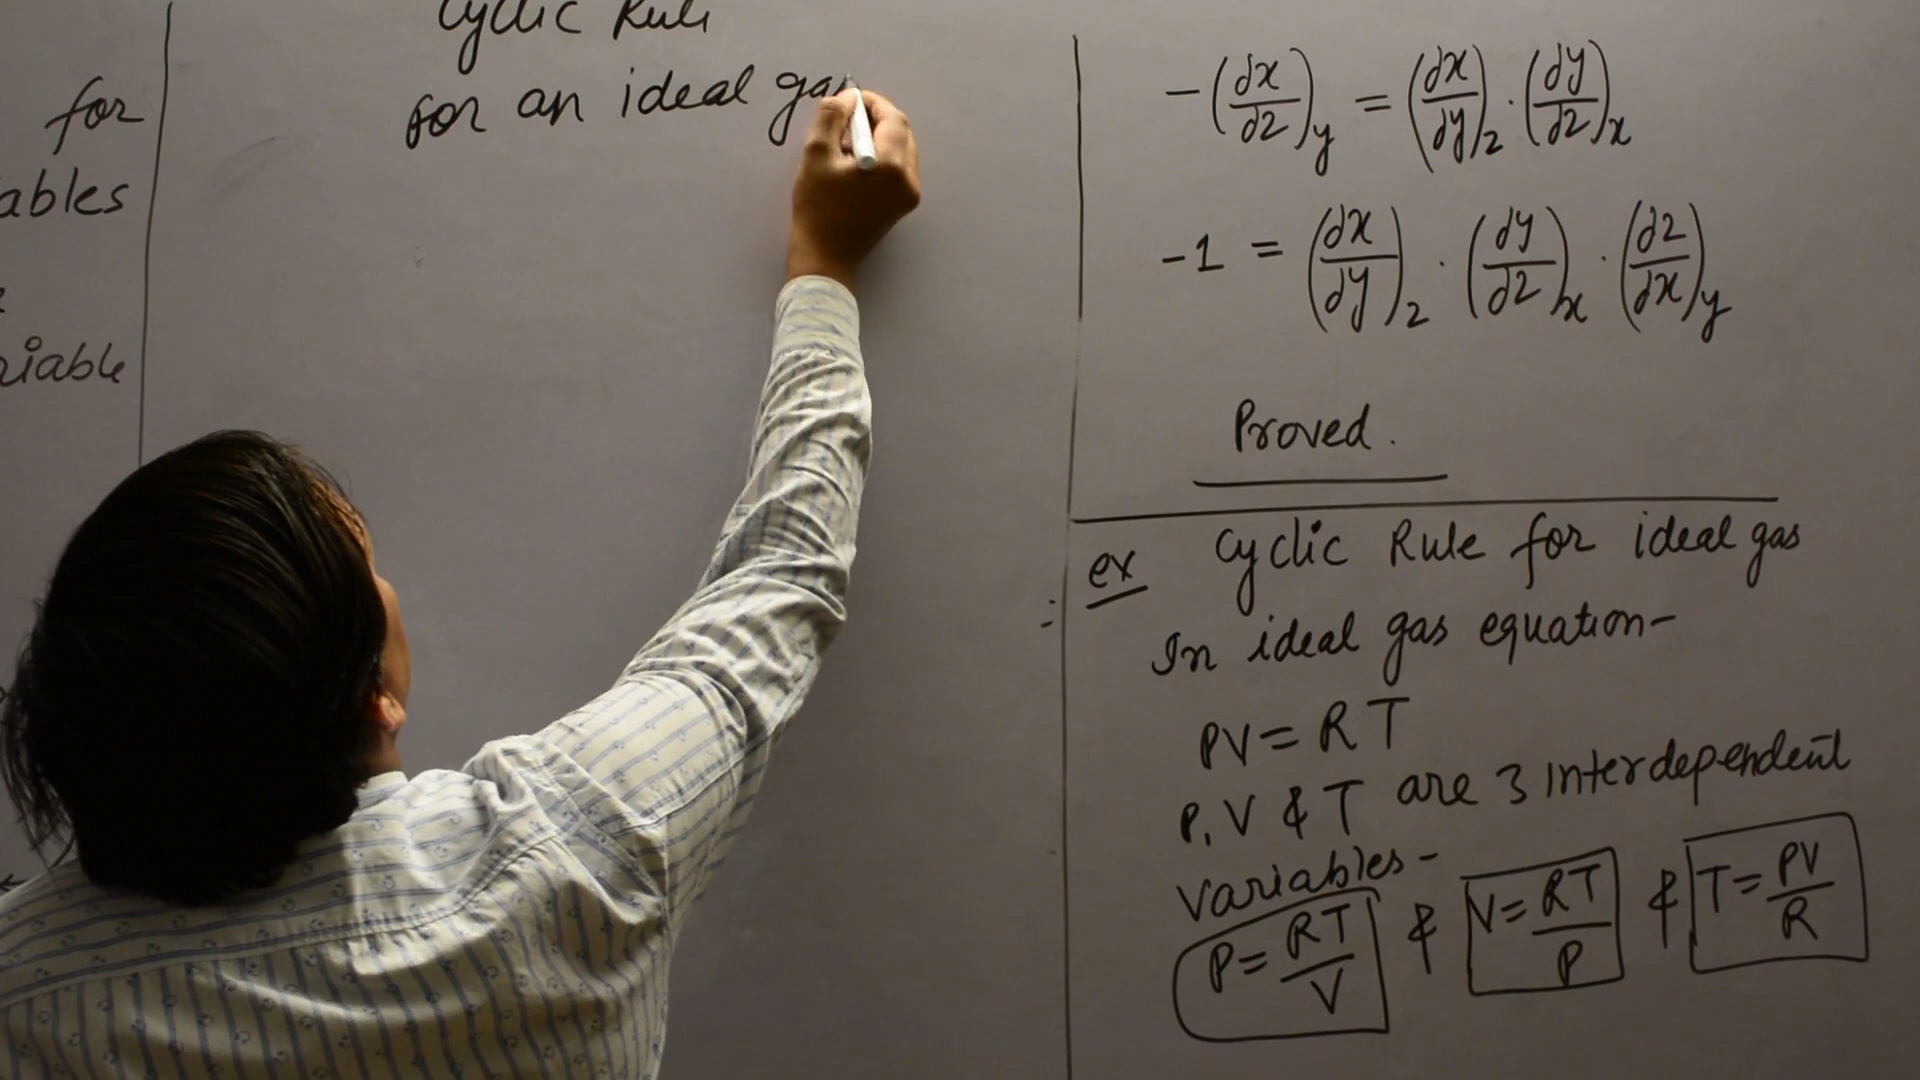 for
ables
riable
Cyclic Rule
for an ideal gas
-(∂x/∂z)_y = (∂x/∂y)_z · (∂y/∂z)_x
-1 = (∂x/∂y)_z · (∂y/∂z)_x · (∂z/∂x)_y
Proved.
ex Cyclic Rule for ideal gas
In ideal gas equation-
PV = RT
P, V & T are 3 interdependent
variables-
P = RT/V & V = RT/P & T = PV/R